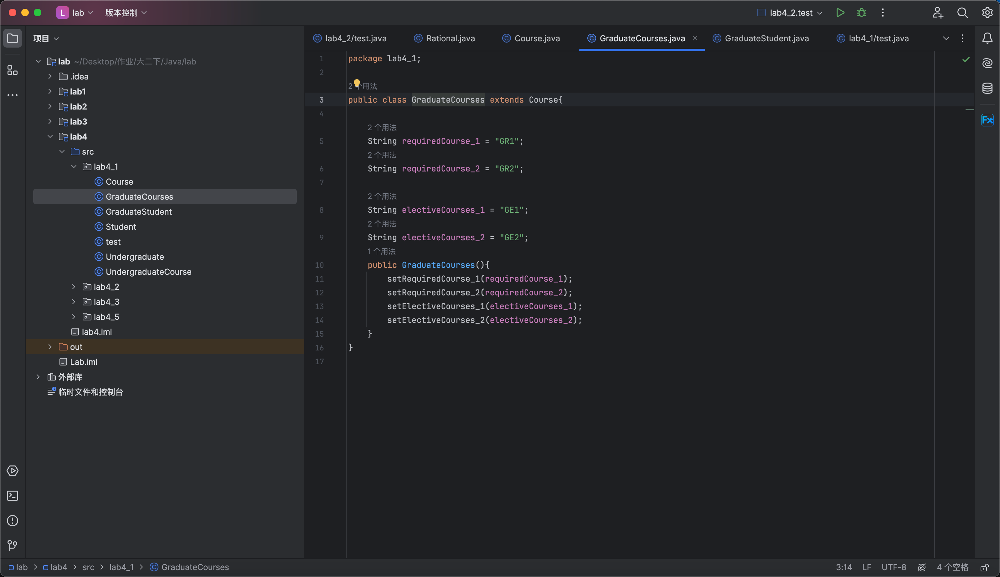 L lab 版本控制 lab4_2.test
项目
lab4_2/test.java Rational.java Course.java GraduateCourses.java GraduateStudent.java lab4_1/test.java
lab ~/Desktop/作业/大二下/Java/lab
.idea
lab1
lab2
lab3
lab4
src
lab4_1
Course
GraduateCourses
GraduateStudent
Student
test
Undergraduate
UndergraduateCourse
lab4_2
lab4_3
lab4_5
lab4.iml
out
Lab.iml
外部库
临时文件和控制台
1 package lab4_1;
2
2 个用法
3 public class GraduateCourses extends Course{
4
2 个用法
5 String requiredCourse_1 = "GR1";
2 个用法
6 String requiredCourse_2 = "GR2";
7
2 个用法
8 String electiveCourses_1 = "GE1";
2 个用法
9 String electiveCourses_2 = "GE2";
1 个用法
10 public GraduateCourses(){
11 setRequiredCourse_1(requiredCourse_1);
12 setRequiredCourse_2(requiredCourse_2);
13 setElectiveCourses_1(electiveCourses_1);
14 setElectiveCourses_2(electiveCourses_2);
15 }
16 }
17
Fx
lab > lab4 > src > lab4_1 > GraduateCourses
3:14 LF UTF-8 4 个空格